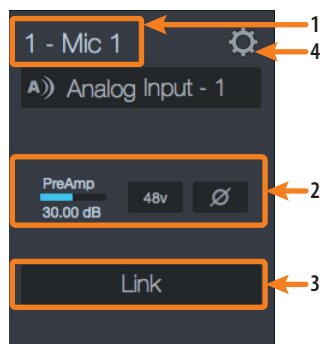 1 - Mic 1
1
4
A)) Analog Input - 1
PreAmp
30.00 dB
48v
Ø
2
Link
3